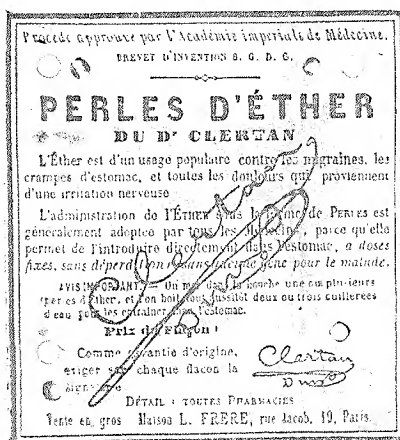 Procédé approuvé par l'Académie impériale de Médecine.
BREVET D'INVENTION S. G. D. G.
PERLES D'ÉTHER
DU Dr CLERTAN
L'Éther est d'un usage populaire contre les migraines, les
crampes d'estomac, et toutes les douleurs qui proviennent
d'une irritation nerveuse
L'administration de l'ÉTHER sous la forme de PERLES est
généralement adoptée par tous les Médecins, parce qu'elle
permet de l'introduire directement dans l'estomac, a doses
fixes, sans déperdition ni sans aucune gêne pour le malade.
AVIS IMPORTANT. — On met dans la bouche une ou plusieurs
perles d'éther, et l'on boit aussitôt deux ou trois cuillerées
d'eau pour les entraîner dans l'estomac.
Prix du Flacon :
Comme garantie d'origine,
exiger sur chaque flacon la
signature
Clertan
DÉTAIL : TOUTES PHARMACIES
Vente en gros Maison L. FRERE, rue Jacob, 19, Paris.